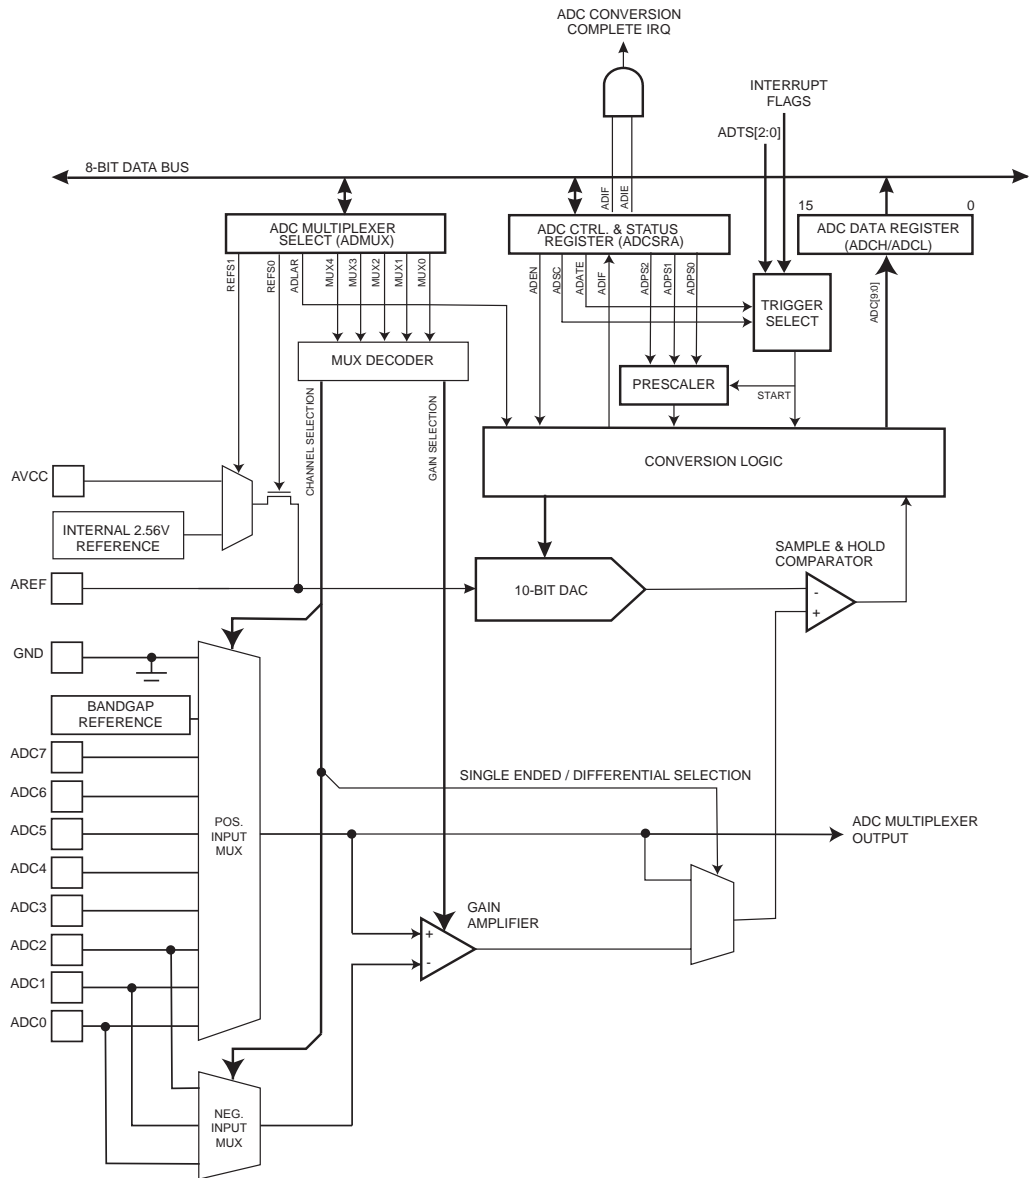 ADC CONVERSION
COMPLETE IRQ
INTERRUPT
FLAGS
ADTS[2:0]
8-BIT DATA BUS
ADIF
ADIE
15
0
ADC MULTIPLEXER
SELECT (ADMUX)
ADC CTRL. & STATUS
REGISTER (ADCSRA)
ADC DATA REGISTER
(ADCH/ADCL)
REFS1
REFS0
ADLAR
MUX4
MUX3
MUX2
MUX1
MUX0
ADEN
ADSC
ADATE
ADIF
ADPS2
ADPS1
ADPS0
ADC[9:0]
TRIGGER
SELECT
MUX DECODER
PRESCALER
START
CHANNEL SELECTION
GAIN SELECTION
CONVERSION LOGIC
AVCC
INTERNAL 2.56V
REFERENCE
SAMPLE & HOLD
COMPARATOR
AREF
10-BIT DAC
-
+
GND
BANDGAP
REFERENCE
ADC7
SINGLE ENDED / DIFFERENTIAL SELECTION
ADC6
ADC5
POS.
INPUT
MUX
ADC MULTIPLEXER
OUTPUT
ADC4
ADC3
GAIN
AMPLIFIER
+
-
ADC2
ADC1
ADC0
NEG.
INPUT
MUX